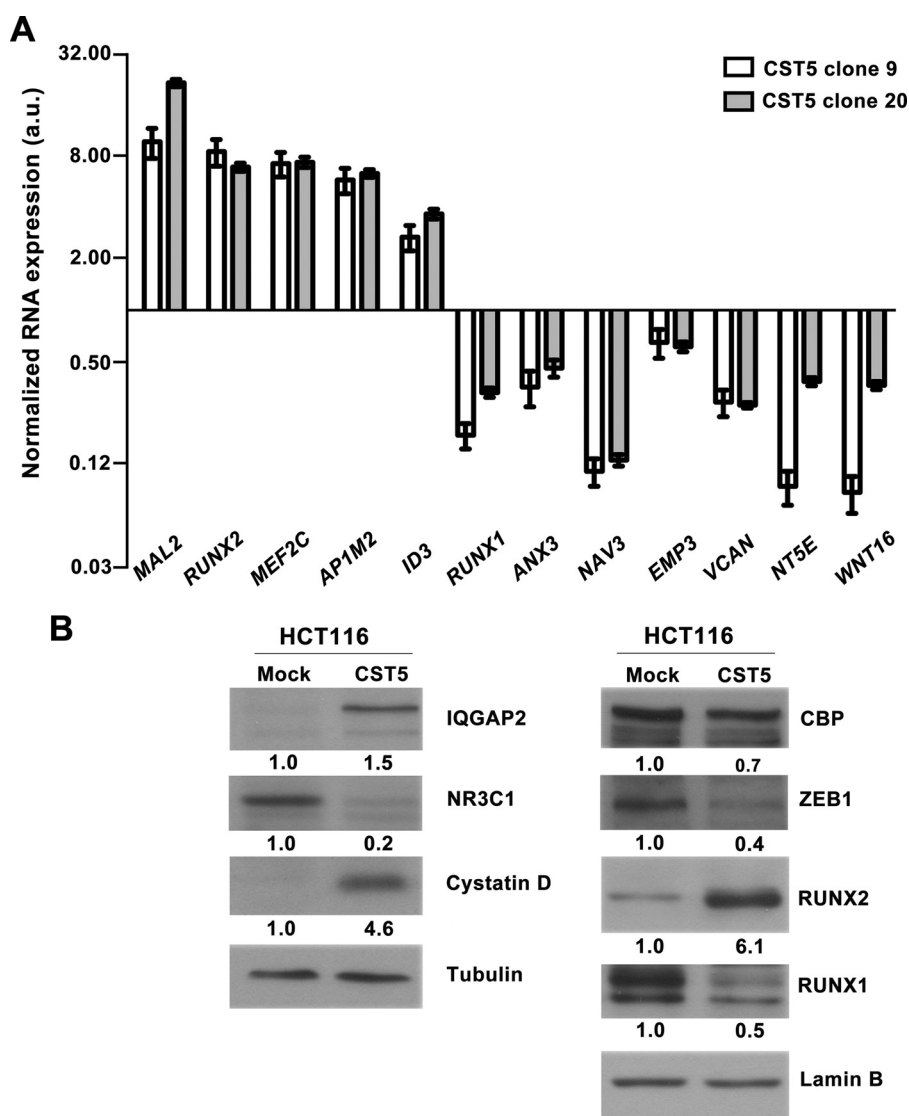 A
Normalized RNA expression (a.u.)
32.00
8.00
2.00
0.50
0.12
0.03
CST5 clone 9
CST5 clone 20
MAL2 RUNX2 MEF2C AP1M2 ID3 RUNX1 ANX3 NAV3 EMP3 VCAN NT5E WNT16
B
HCT116
Mock CST5
IQGAP2
1.0 1.5
NR3C1
1.0 0.2
Cystatin D
1.0 4.6
Tubulin
HCT116
Mock CST5
CBP
1.0 0.7
ZEB1
1.0 0.4
RUNX2
1.0 6.1
RUNX1
1.0 0.5
Lamin B